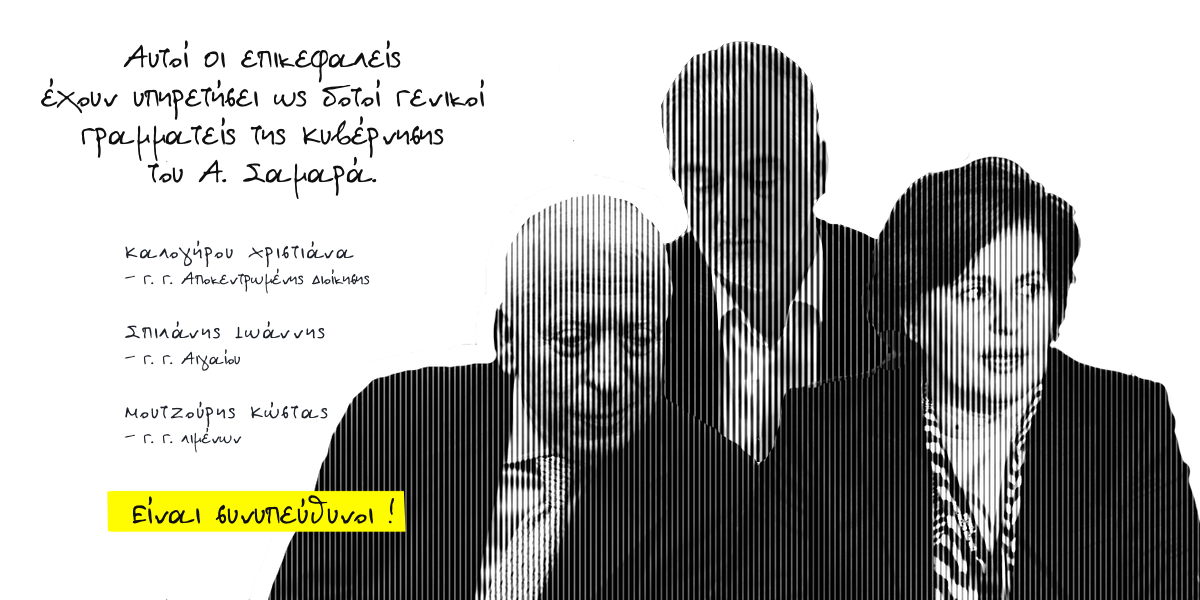 Αυτοί οι επικεφαλείς
έχουν υπηρετήσει ως δοτοί γενικοί
γραμματείς της κυβέρνησης
του Α. Σαμαρά.
Καλογήρου Χριστιάνα
– Γ. Γ. Αποκεντρωμένης Διοίκησης
Σπιλάνης Ιωάννης
– Γ. Γ. Αιγαίου
Μουτζούρης Κώστας
– Γ. Γ. Λιμένων
Είναι συνυπεύθυνοι !